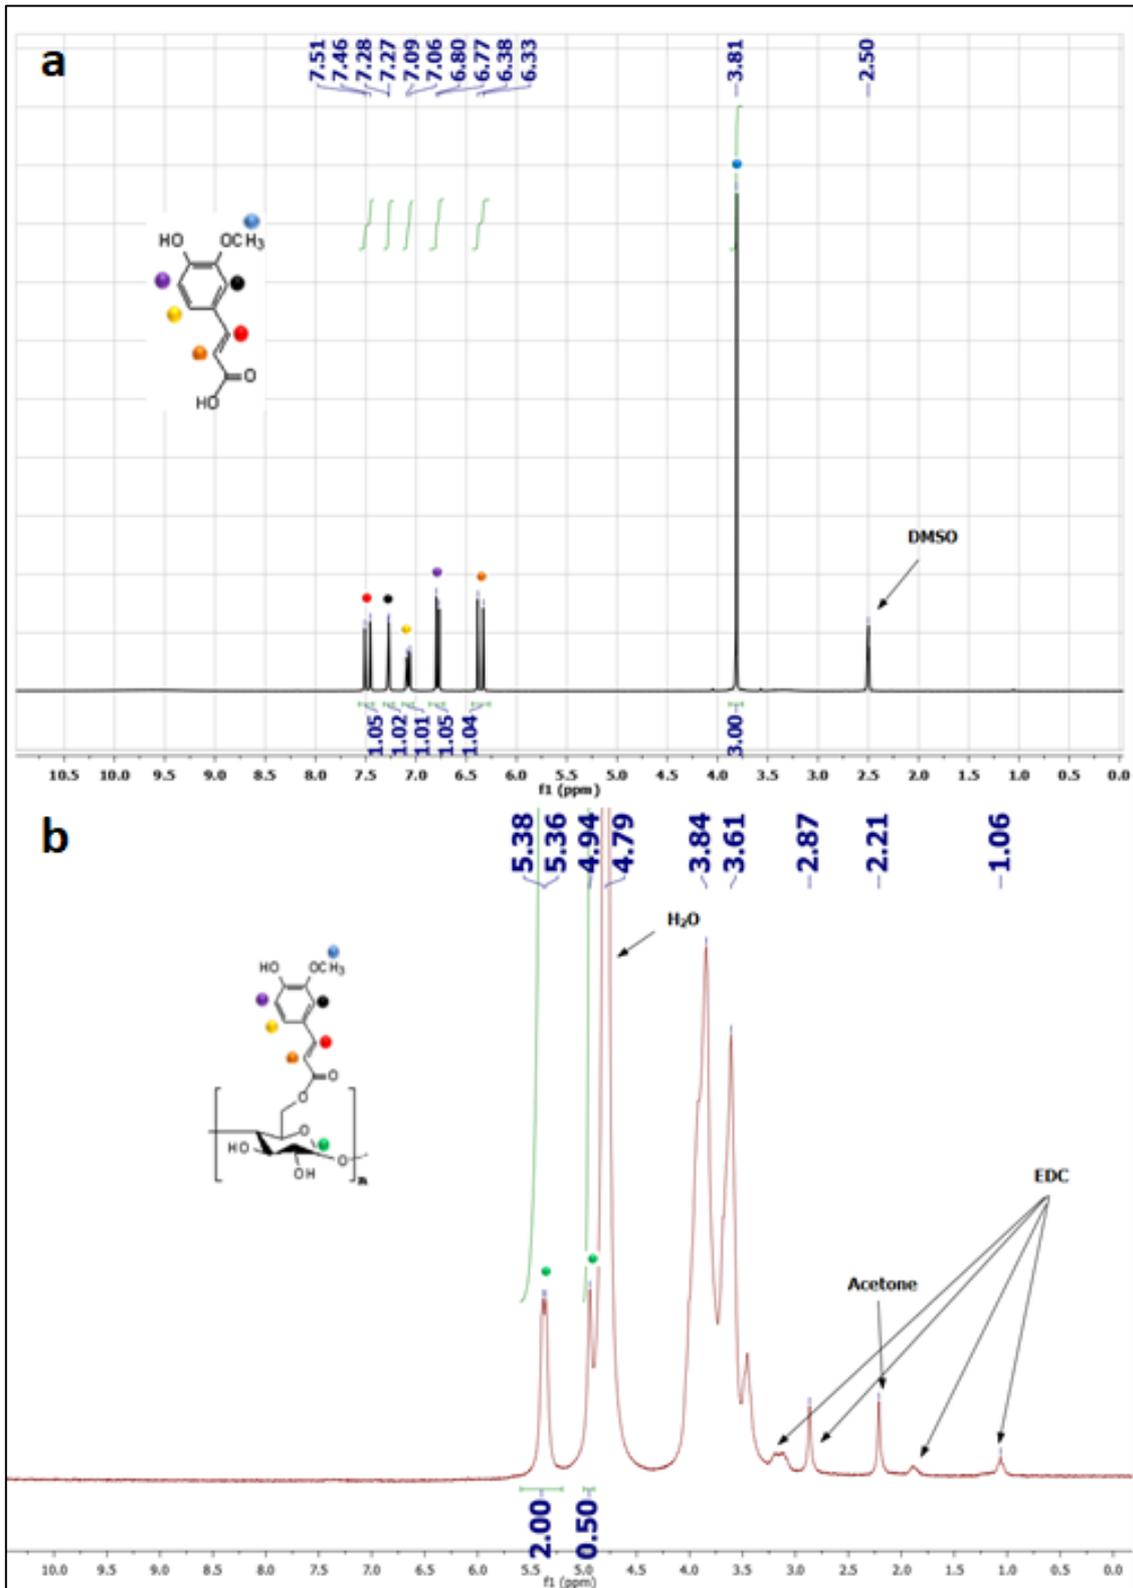 a
7.51 7.46 7.28 7.27 7.09 7.06 6.80 6.77 6.38 6.33 3.81 2.50
HO OCH3
O
HO
DMSO
1.05 1.02 1.01 1.05 1.04 3.00
10.5 10.0 9.5 9.0 8.5 8.0 7.5 7.0 6.5 6.0 5.5 5.0 4.5 4.0 3.5 3.0 2.5 2.0 1.5 1.0 0.5 0.0
f1 (ppm)
b
5.38 5.36 4.94 4.79 3.84 3.61 2.87 2.21 1.06
H₂O
HO OCH3
O
O
O
HO
O
OH
n
EDC
Acetone
2.00 0.50
10.0 9.5 9.0 8.5 8.0 7.5 7.0 6.5 6.0 5.5 5.0 4.5 4.0 3.5 3.0 2.5 2.0 1.5 1.0 0.5 0.0
f1 (ppm)